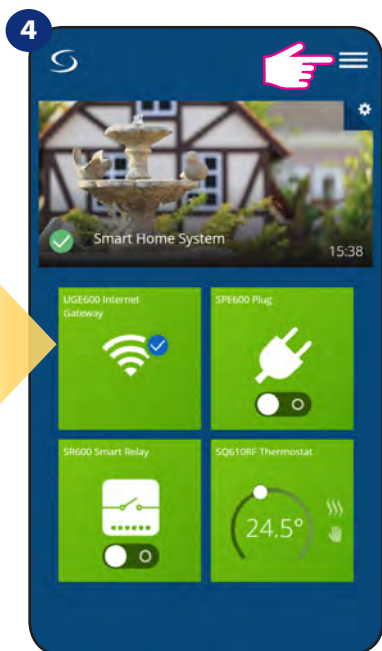 4
Smart Home System
15:38
UGE600 Internet
Gateway
SPE600 Plug
SR600 Smart Relay
SQ610RF Thermostat
24.5°